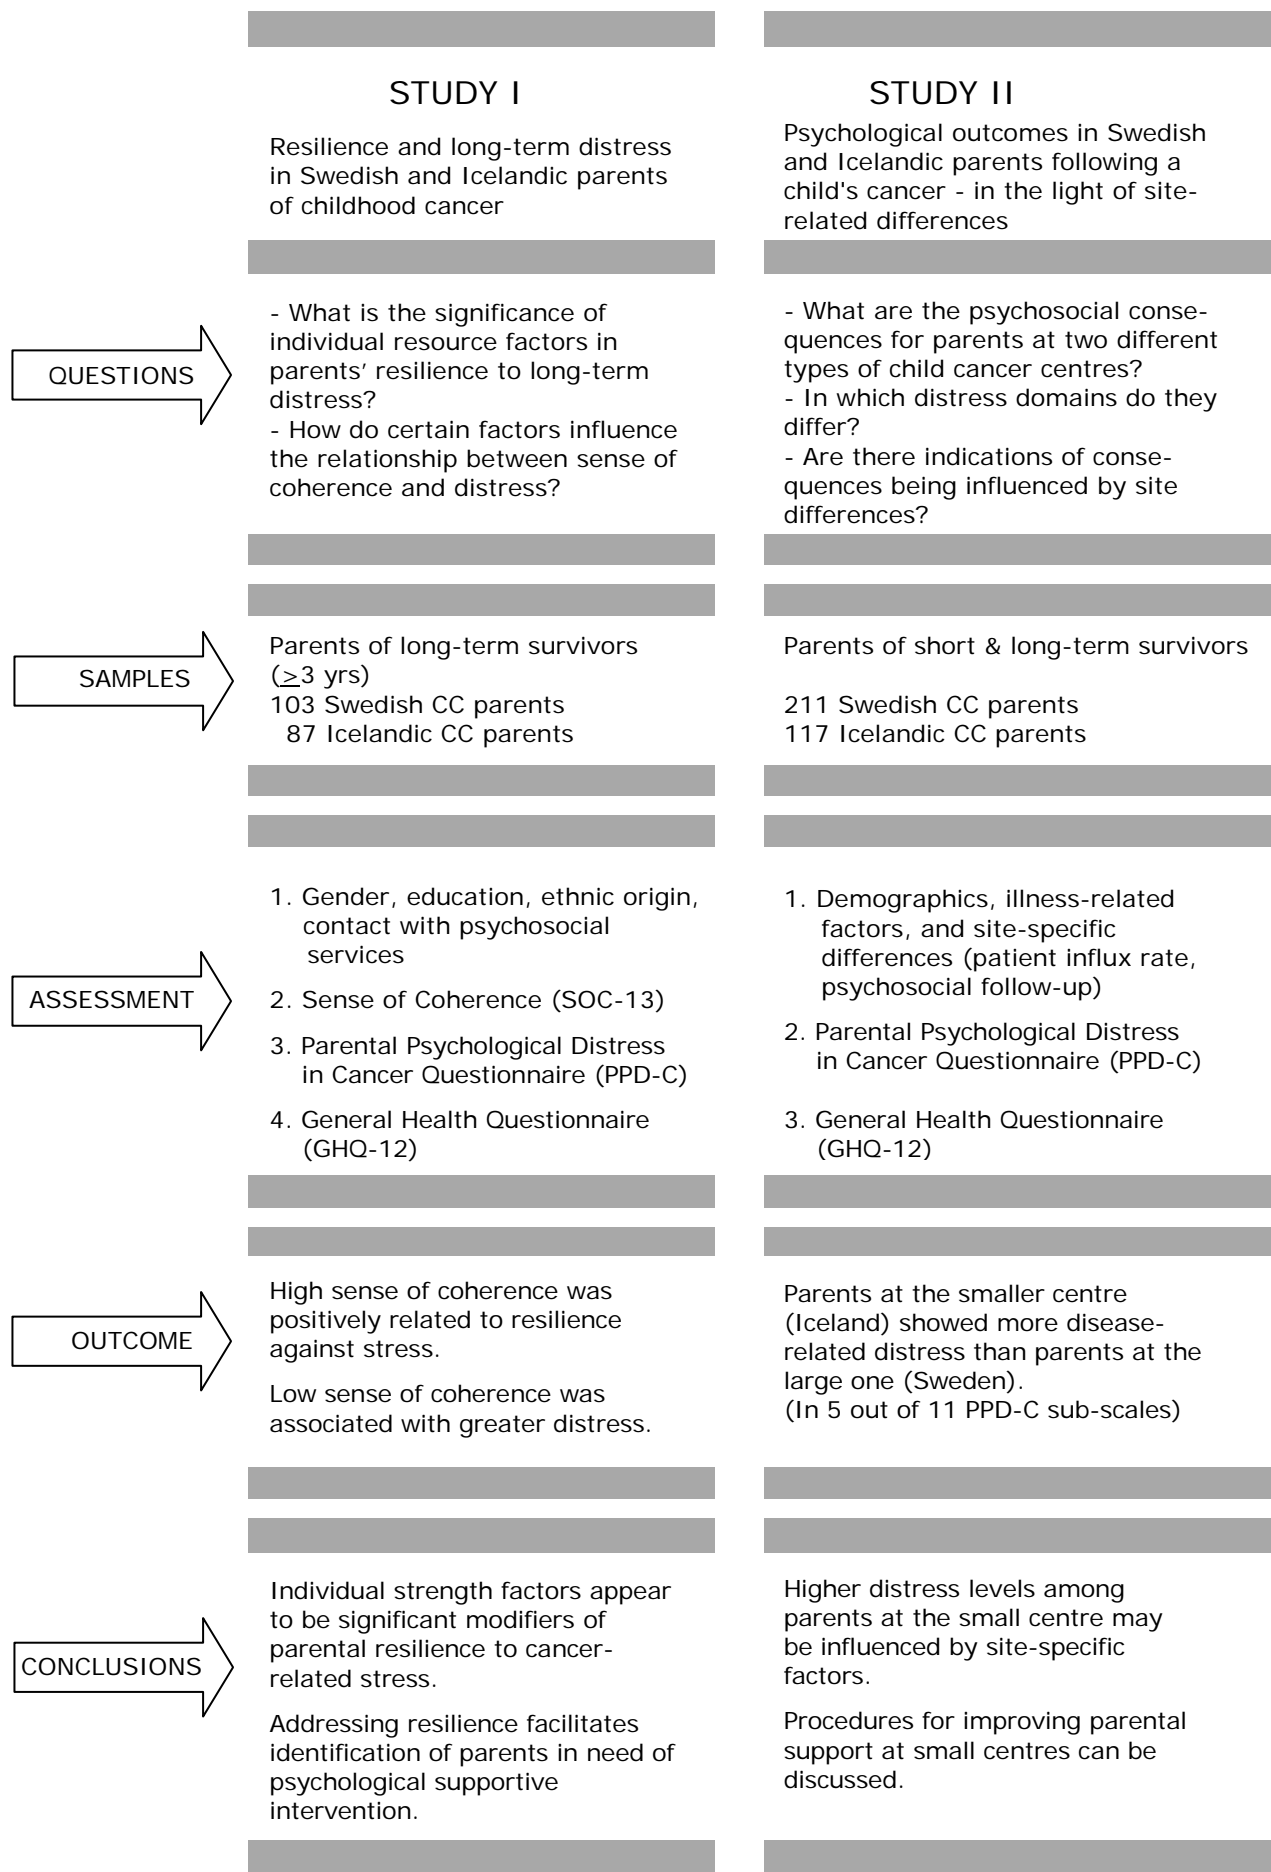 STUDY I
Resilience and long-term distress
in Swedish and Icelandic parents
of childhood cancer
STUDY II
Psychological outcomes in Swedish
and Icelandic parents following a
child's cancer - in the light of site-
related differences
QUESTIONS
- What is the significance of
individual resource factors in
parents’ resilience to long-term
distress?
- How do certain factors influence
the relationship between sense of
coherence and distress?
- What are the psychosocial conse-
quences for parents at two different
types of child cancer centres?
- In which distress domains do they
differ?
- Are there indications of conse-
quences being influenced by site
differences?
SAMPLES
Parents of long-term survivors
(≥3 yrs)
103 Swedish CC parents
87 Icelandic CC parents
Parents of short & long-term survivors
211 Swedish CC parents
117 Icelandic CC parents
ASSESSMENT
1. Gender, education, ethnic origin,
contact with psychosocial
services
2. Sense of Coherence (SOC-13)
3. Parental Psychological Distress
in Cancer Questionnaire (PPD-C)
4. General Health Questionnaire
(GHQ-12)
1. Demographics, illness-related
factors, and site-specific
differences (patient influx rate,
psychosocial follow-up)
2. Parental Psychological Distress
in Cancer Questionnaire (PPD-C)
3. General Health Questionnaire
(GHQ-12)
OUTCOME
High sense of coherence was
positively related to resilience
against stress.
Low sense of coherence was
associated with greater distress.
Parents at the smaller centre
(Iceland) showed more disease-
related distress than parents at the
large one (Sweden).
(In 5 out of 11 PPD-C sub-scales)
CONCLUSIONS
Individual strength factors appear
to be significant modifiers of
parental resilience to cancer-
related stress.
Addressing resilience facilitates
identification of parents in need of
psychological supportive
intervention.
Higher distress levels among
parents at the small centre may
be influenced by site-specific
factors.
Procedures for improving parental
support at small centres can be
discussed.